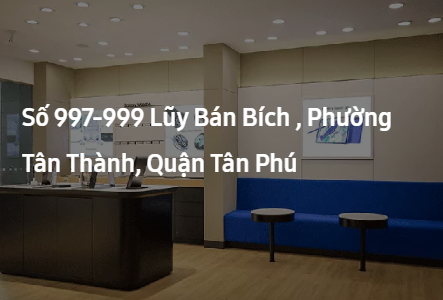 Số 997-999 Lũy Bán Bích , Phường
Tân Thành, Quận Tân Phú